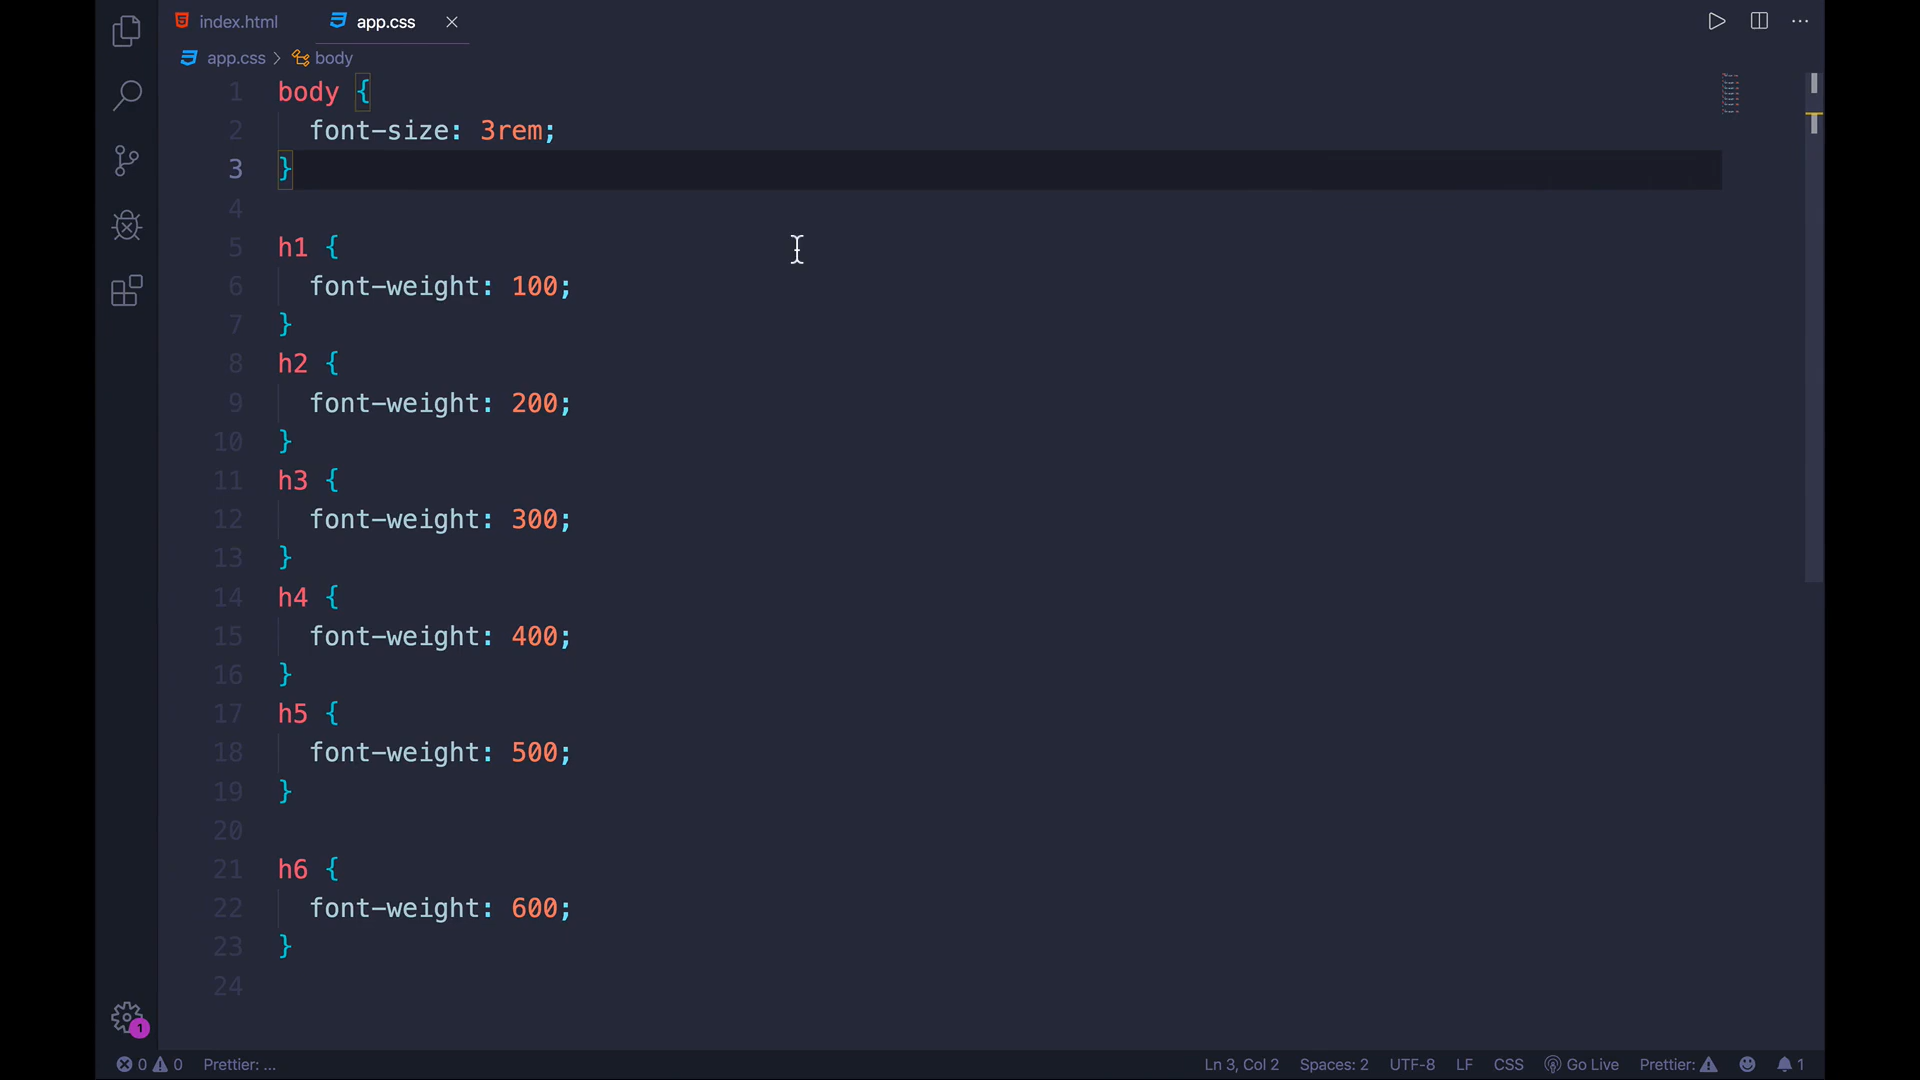 index.html
app.css
app.css > body
1 body {
2 font-size: 3rem;
3 }
4
5 h1 {
6 font-weight: 100;
7 }
8 h2 {
9 font-weight: 200;
10 }
11 h3 {
12 font-weight: 300;
13 }
14 h4 {
15 font-weight: 400;
16 }
17 h5 {
18 font-weight: 500;
19 }
20
21 h6 {
22 font-weight: 600;
23 }
24
1
0 0 Prettier: ... Ln 3, Col 2 Spaces: 2 UTF-8 LF CSS Go Live Prettier: 1